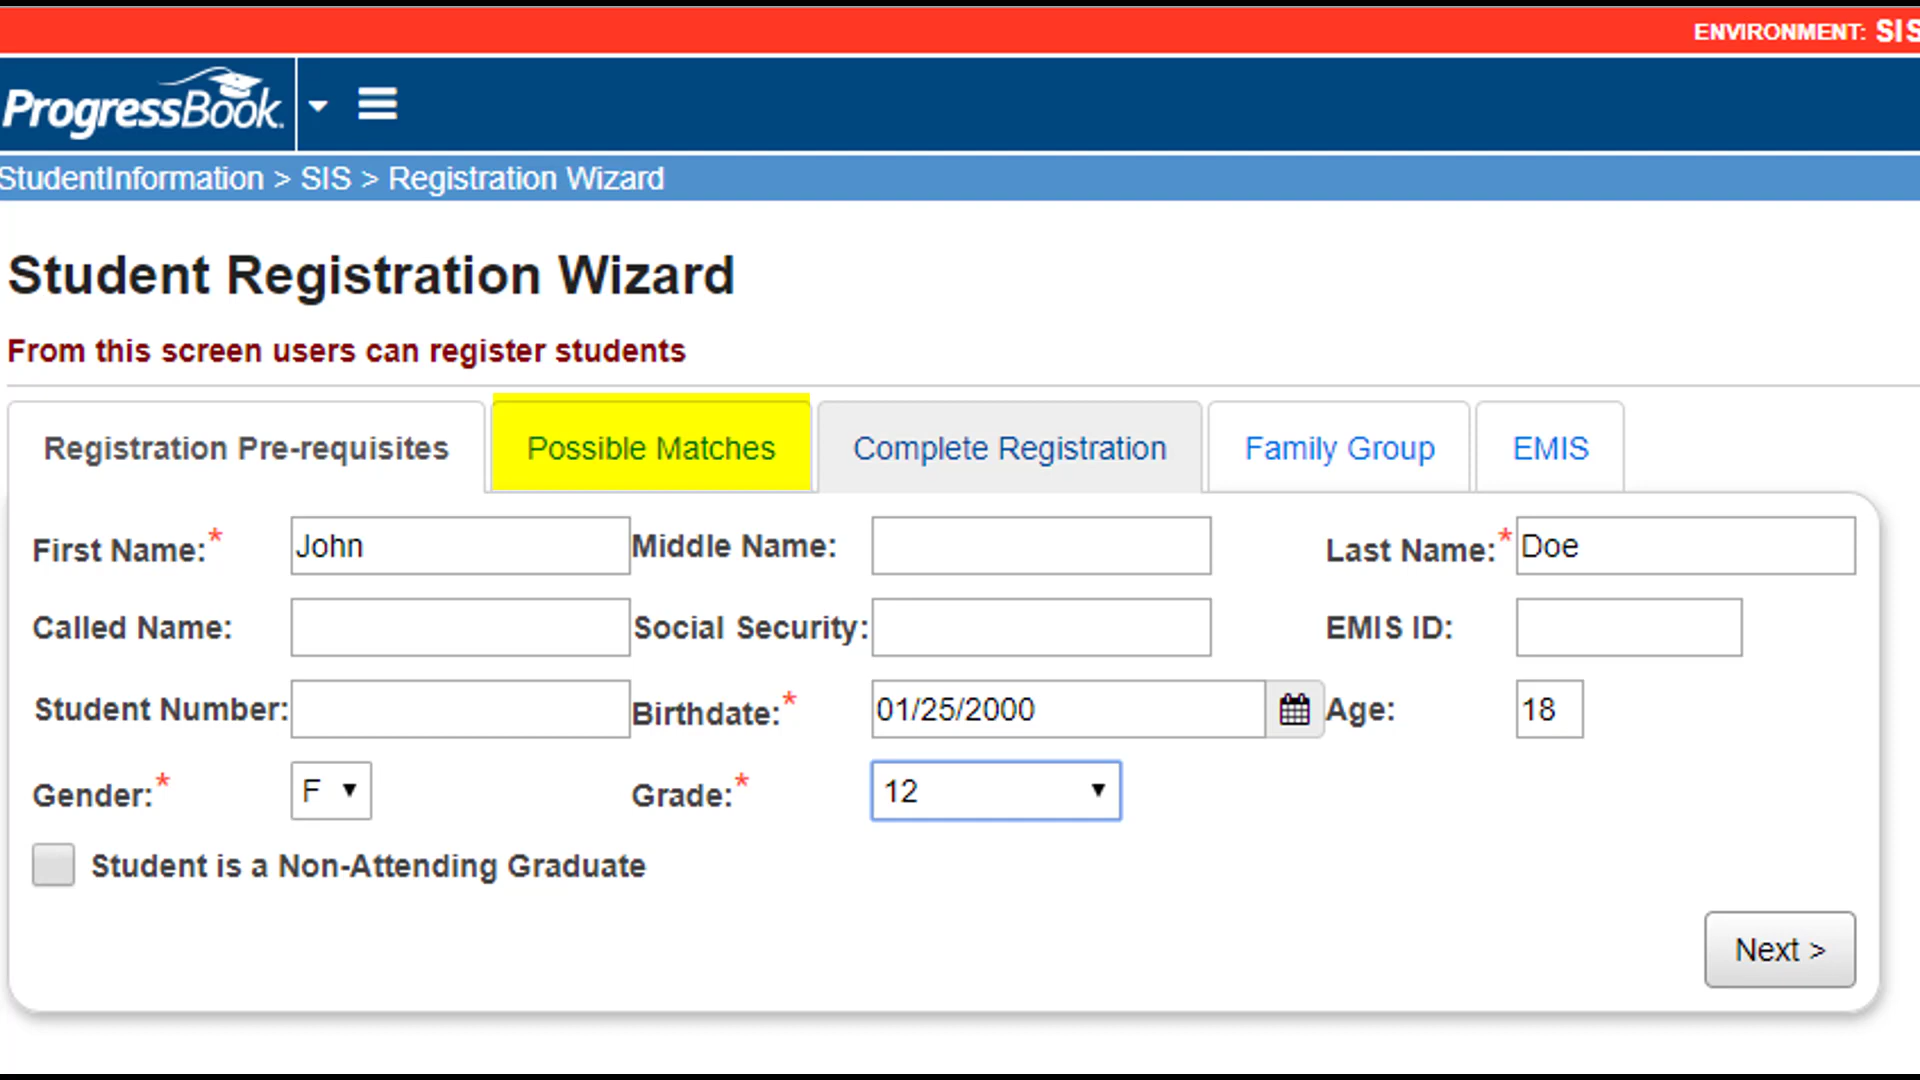 ENVIRONMENT: SIS
ProgressBook.
StudentInformation > SIS > Registration Wizard
Student Registration Wizard
From this screen users can register students
Registration Pre-requisites Possible Matches Complete Registration Family Group EMIS
First Name:* John Middle Name: Last Name:* Doe
Called Name: Social Security: EMIS ID:
Student Number: Birthdate:* 01/25/2000 Age: 18
Gender:* F Grade:* 12
Student is a Non-Attending Graduate
Next >